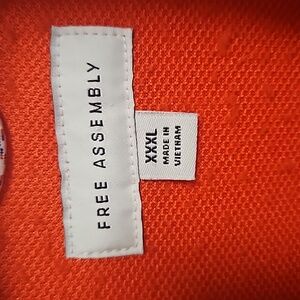 FREE ASSEMBLY
XXXL
MADE IN
VIETNAM